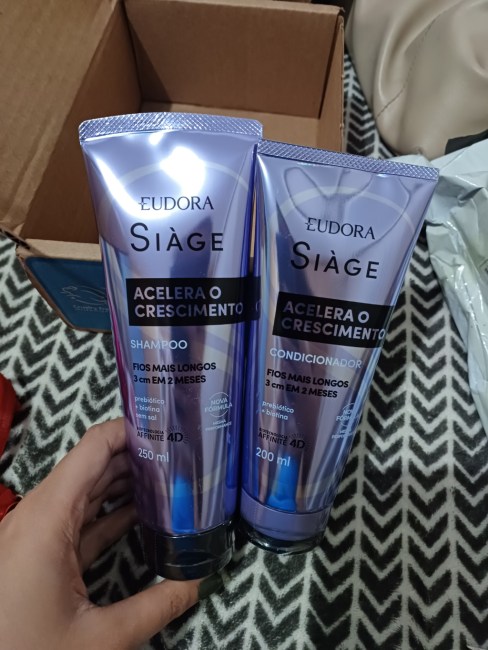 EUDORA
SIÀGE
ACELERA O
CRESCIMENTO
SHAMPOO
FIOS MAIS LONGOS
3 cm EM 2 MESES
prebiótico
+ biotina
sem sal
NOVA
FÓRMULA
AFFINITÉ 4D
250 ml
EUDORA
SIÀGE
ACELERA O
CRESCIMENTO
CONDICIONADOR
FIOS MAIS LONGOS
3 cm EM 2 MESES
prebiótico
+ biotina
AFFINITÉ 4D
200 ml